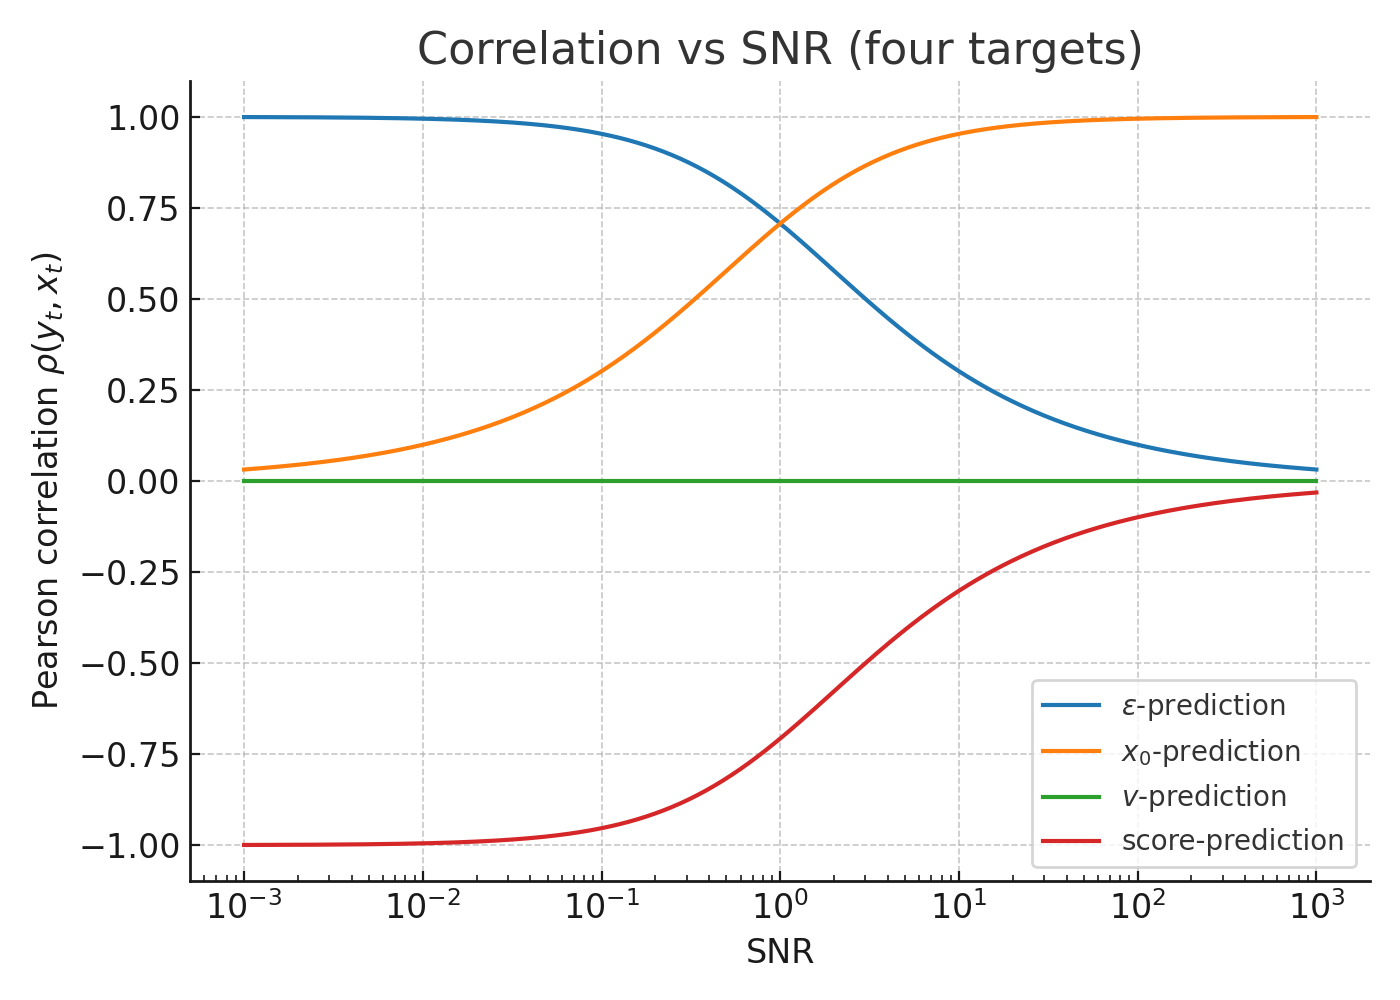 Correlation vs SNR (four targets)
Pearson correlation ρ(yₜ, xₜ)
1.00
0.75
0.50
0.25
0.00
−0.25
−0.50
−0.75
−1.00
10⁻³ 10⁻² 10⁻¹ 10⁰ 10¹ 10² 10³
SNR
ε-prediction
x₀-prediction
v-prediction
score-prediction